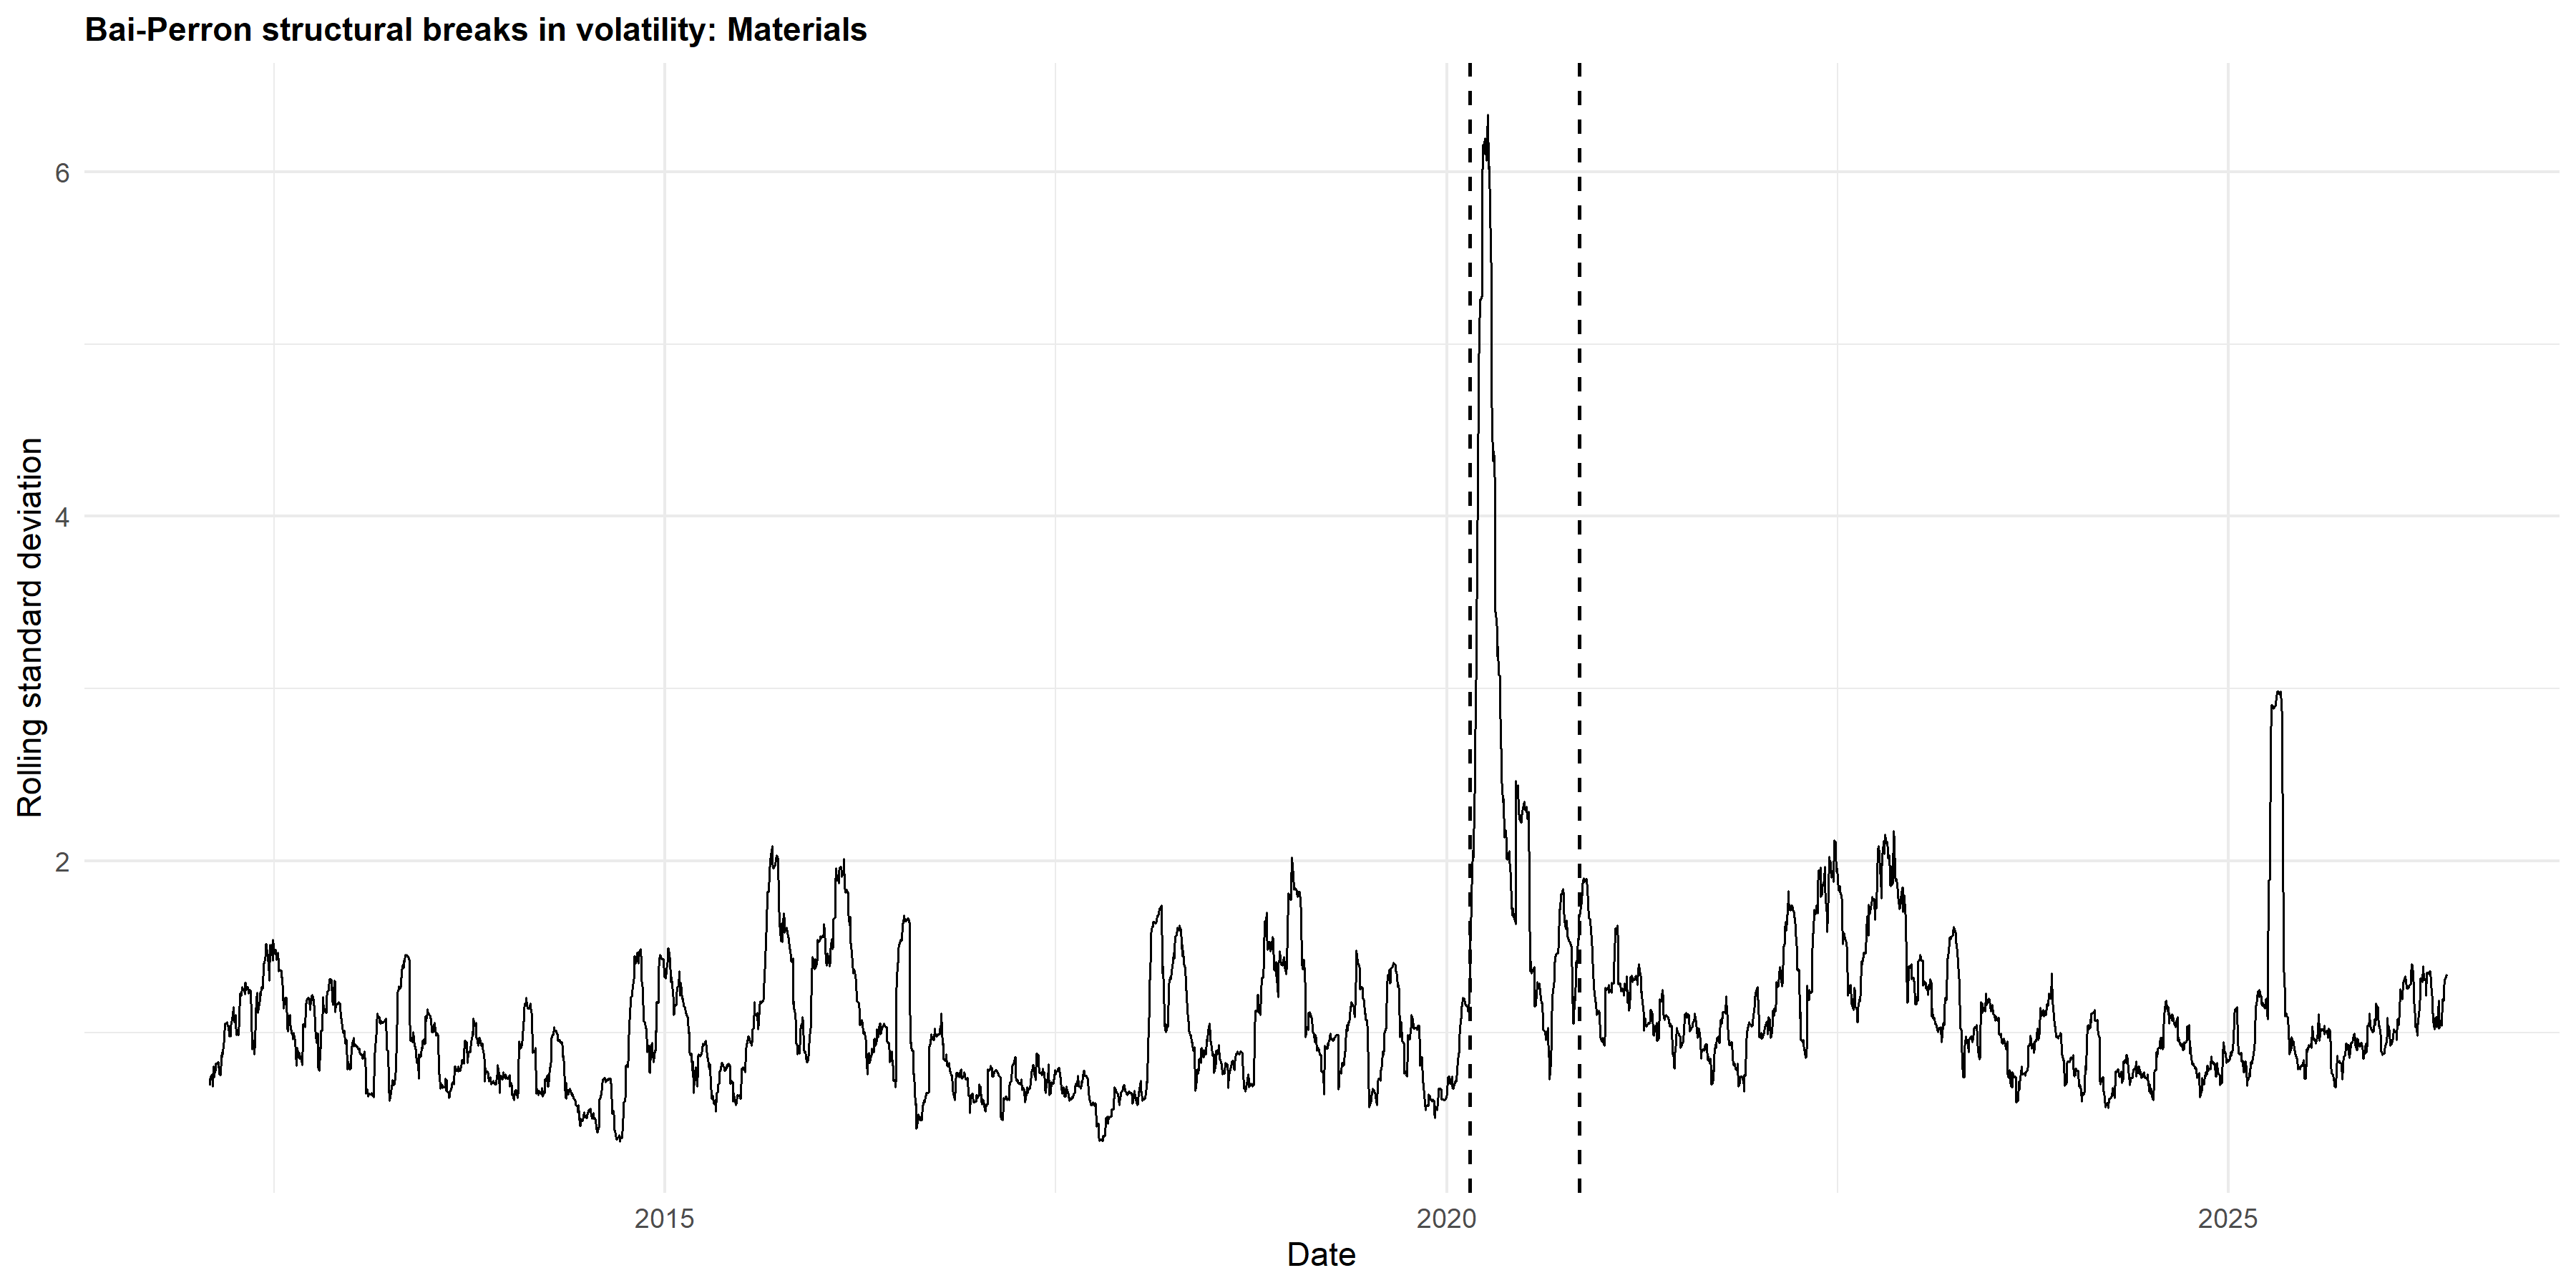 Bai-Perron structural breaks in volatility: Materials
Rolling standard deviation
6
4
2
2015
2020
2025
Date